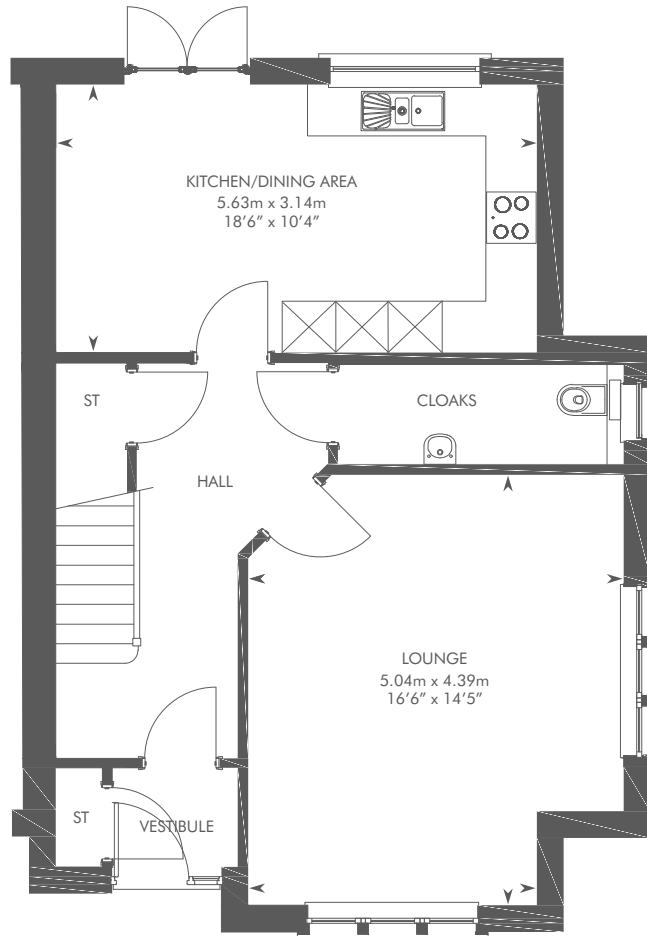 KITCHEN/DINING AREA
5.63m x 3.14m
18’6” x 10’4”
ST
CLOAKS
HALL
LOUNGE
5.04m x 4.39m
16’6” x 14’5”
ST
VESTIBULE